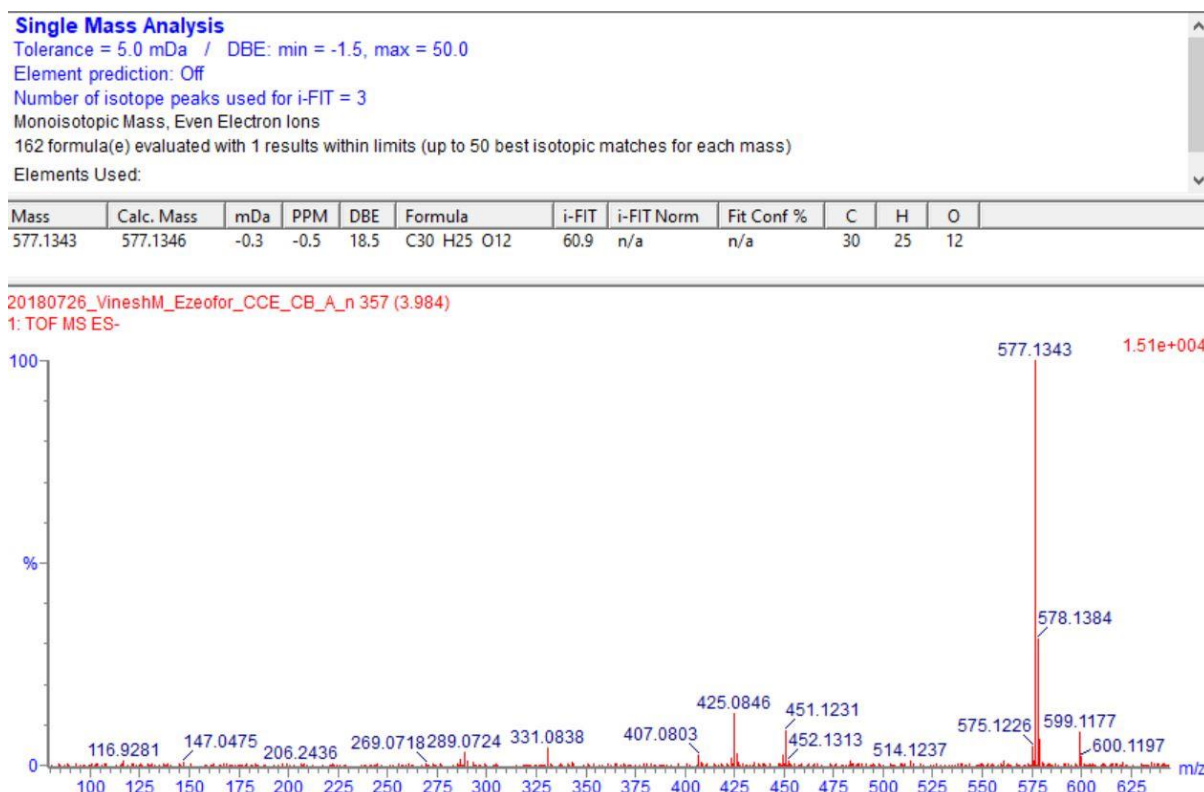 Single Mass Analysis
Tolerance = 5.0 mDa / DBE: min = -1.5, max = 50.0
Element prediction: Off
Number of isotope peaks used for i-FIT = 3
Monoisotopic Mass, Even Electron Ions
162 formula(e) evaluated with 1 results within limits (up to 50 best isotopic matches for each mass)
Elements Used:
Mass Calc. Mass mDa PPM DBE Formula i-FIT i-FIT Norm Fit Conf % C H O
577.1343 577.1346 -0.3 -0.5 18.5 C30 H25 O12 60.9 n/a n/a 30 25 12
20180726_VineshM_Ezeofor_CCE_CB_A_n 357 (3.984)
1: TOF MS ES-
1.51e+004
100
577.1343
%
578.1384
425.0846
451.1231
575.1226
599.1177
116.9281
147.0475
206.2436
269.0718
289.0724
331.0838
407.0803
452.1313
514.1237
600.1197
0
m/z
100 125 150 175 200 225 250 275 300 325 350 375 400 425 450 475 500 525 550 575 600 625